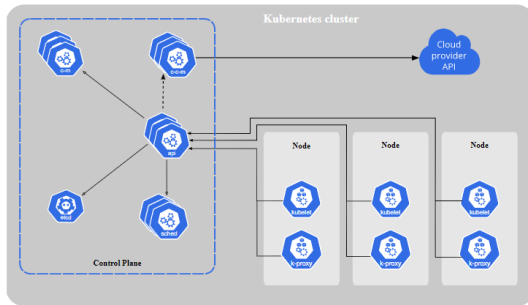 Kubernetes cluster
c-m
c-c-m
Cloud
provider
API
api
Node
Node
Node
etcd
sched
kubelet
kubelet
kubelet
k-proxy
k-proxy
k-proxy
Control Plane